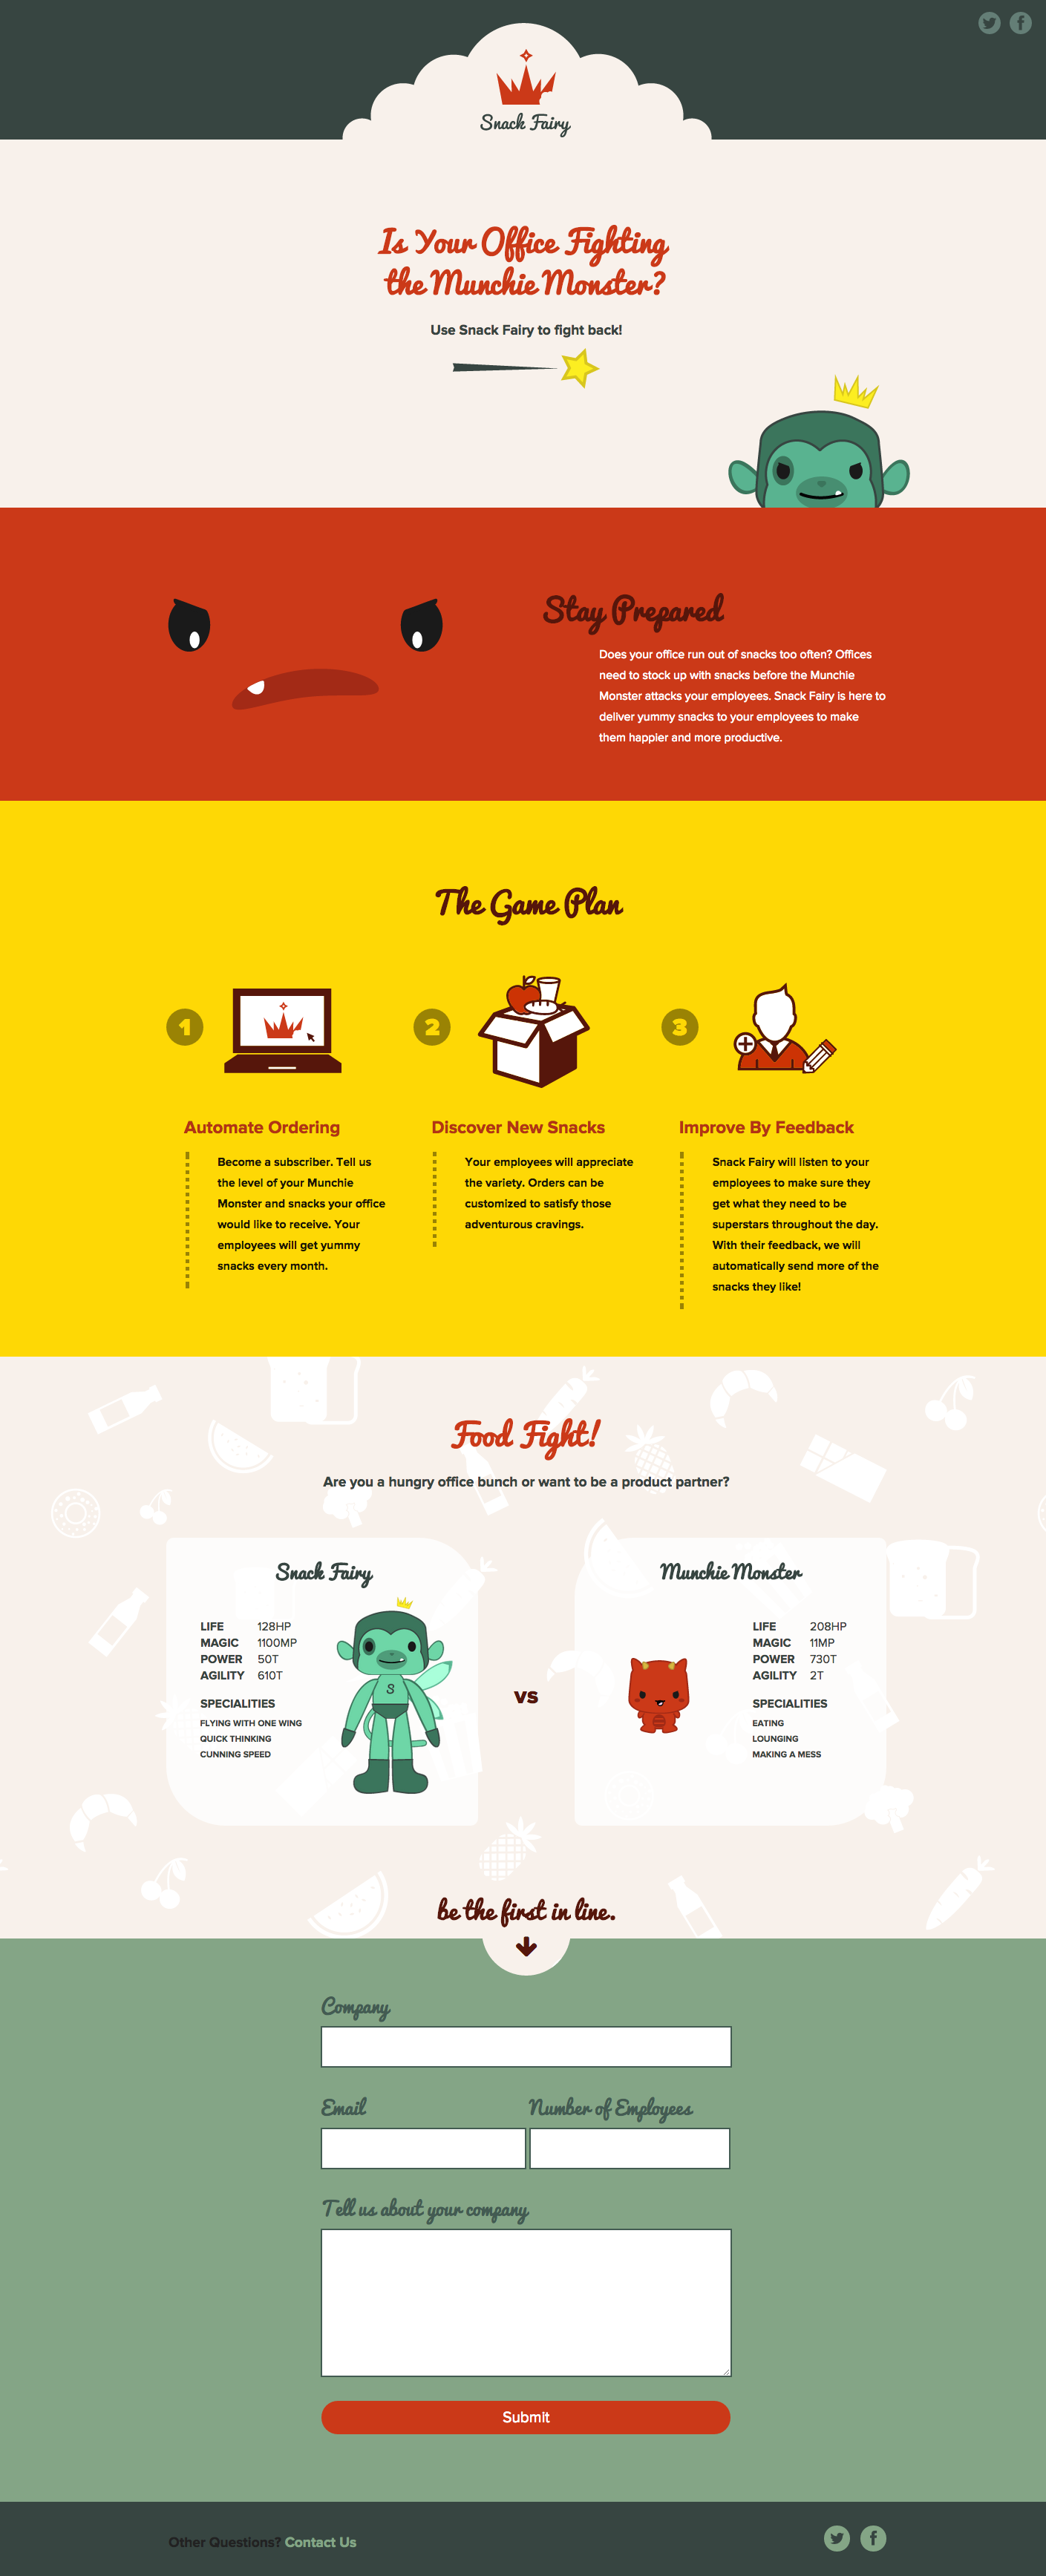 Snack Fairy
Is Your Office Fighting
the Munchie Monster?
Use Snack Fairy to fight back!
Stay Prepared
Does your office run out of snacks too often? Offices
need to stock up with snacks before the Munchie
Monster attacks your employees. Snack Fairy is here to
deliver yummy snacks to your employees to make
them happier and more productive.
The Game Plan
1
Automate Ordering
Become a subscriber. Tell us
the level of your Munchie
Monster and snacks your office
would like to receive. Your
employees will get yummy
snacks every month.
2
Discover New Snacks
Your employees will appreciate
the variety. Orders can be
customized to satisfy those
adventurous cravings.
3
Improve By Feedback
Snack Fairy will listen to your
employees to make sure they
get what they need to be
superstars throughout the day.
With their feedback, we will
automatically send more of the
snacks they like!
Food Fight!
Are you a hungry office bunch or want to be a product partner?
Snack Fairy
LIFE 128HP
MAGIC 1100MP
POWER 50T
AGILITY 610T
SPECIALITIES
FLYING WITH ONE WING
QUICK THINKING
CUNNING SPEED
S
VS
Munchie Monster
LIFE 208HP
MAGIC 11MP
POWER 730T
AGILITY 2T
SPECIALITIES
EATING
LOUNGING
MAKING A MESS
be the first in line.
Company
Email
Number of Employees
Tell us about your company
Submit
Other Questions? Contact Us